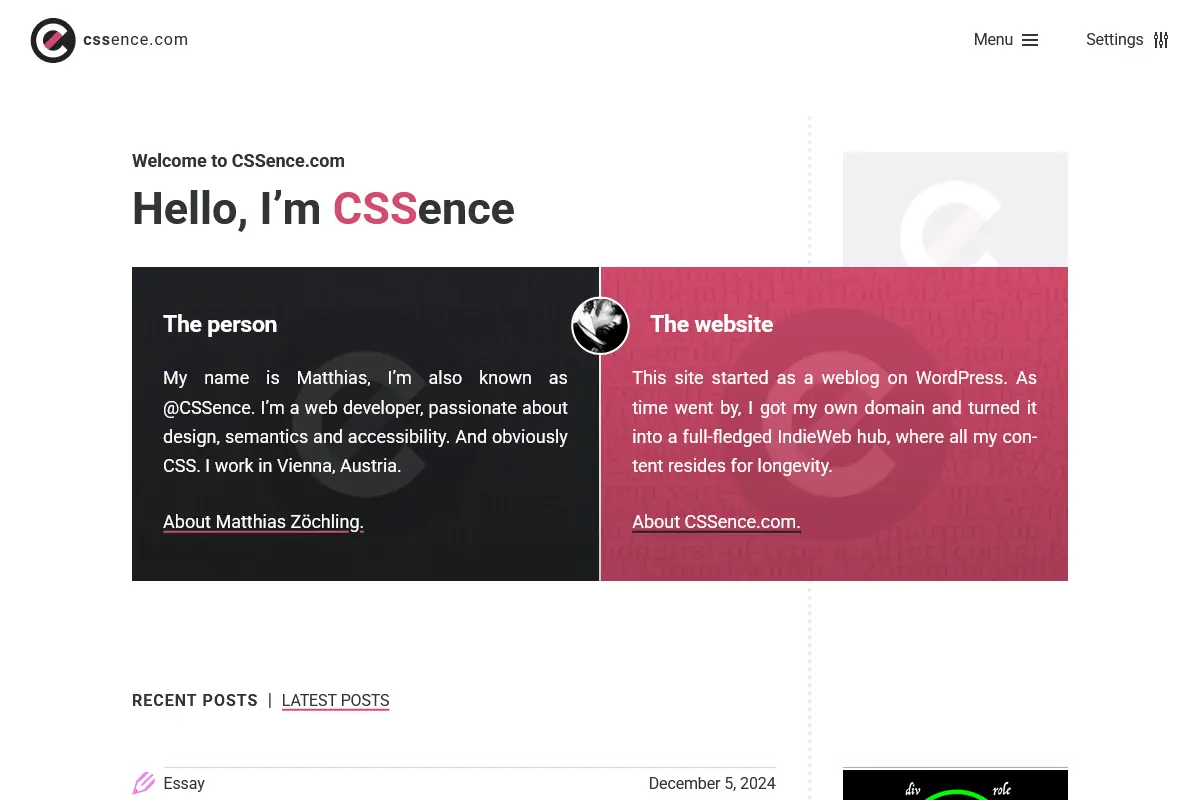 cssence.com
Menu
Settings
Welcome to CSSence.com
Hello, I’m CSSence
The person
My name is Matthias, I’m also known as
@CSSence. I’m a web developer, passionate about
design, semantics and accessibility. And obviously
CSS. I work in Vienna, Austria.
About Matthias Zöchling.
The website
This site started as a weblog on WordPress. As
time went by, I got my own domain and turned it
into a full-fledged IndieWeb hub, where all my con-
tent resides for longevity.
About CSSence.com.
RECENT POSTS | LATEST POSTS
Essay
December 5, 2024
div role